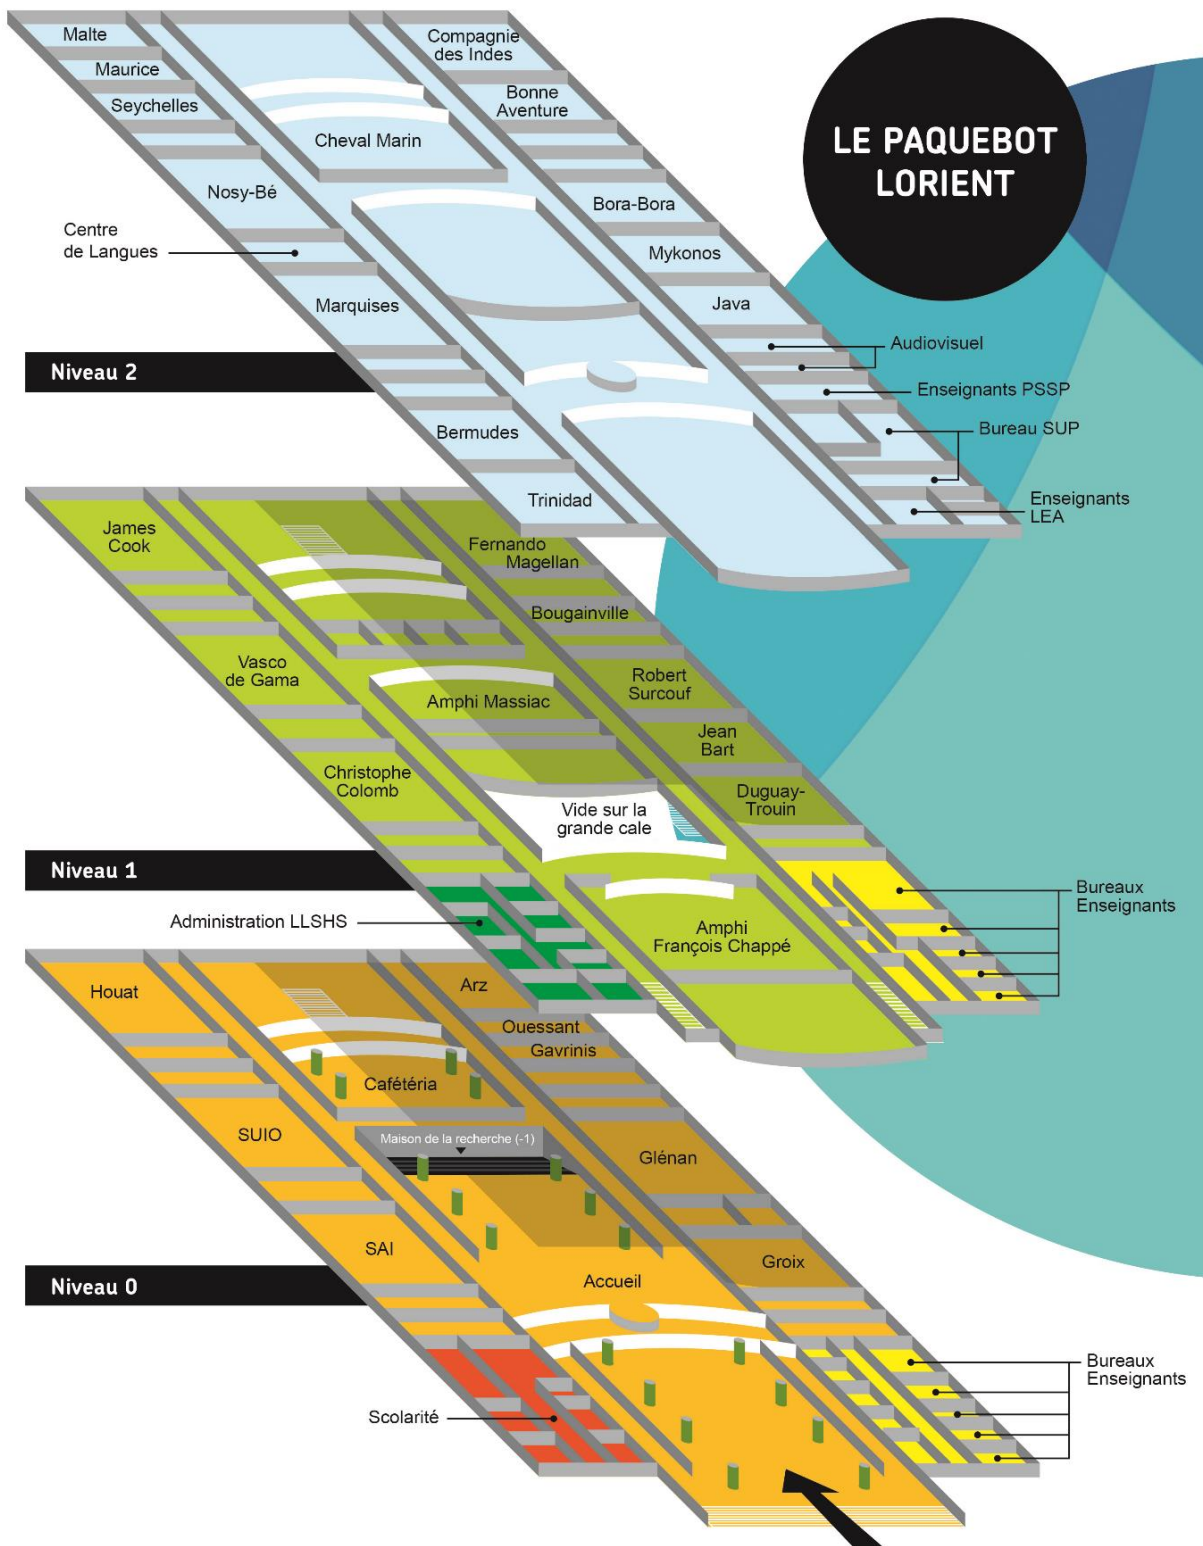 LE PAQUEBOT
LORIENT
Malte
Maurice
Seychelles
Nosy-Bé
Centre
de Langues
Marquises
Bermudes
Trinidad
Cheval Marin
Compagnie
des Indes
Bonne
Aventure
Bora-Bora
Mykonos
Java
Audiovisuel
Enseignants PSSP
Bureau SUP
Enseignants
LEA
Niveau 2
James
Cook
Vasco
de Gama
Christophe
Colomb
Administration LLSHS
Amphi Massiac
Vide sur la
grande cale
Amphi
François Chappé
Fernando
Magellan
Bougainville
Robert
Surcouf
Jean
Bart
Duguay-
Trouin
Bureaux
Enseignants
Niveau 1
Houat
SUIO
SAI
Scolarité
Cafétéria
Maison de la recherche (-1)
Accueil
Arz
Ouessant
Gavrinis
Glénan
Groix
Bureaux
Enseignants
Niveau 0